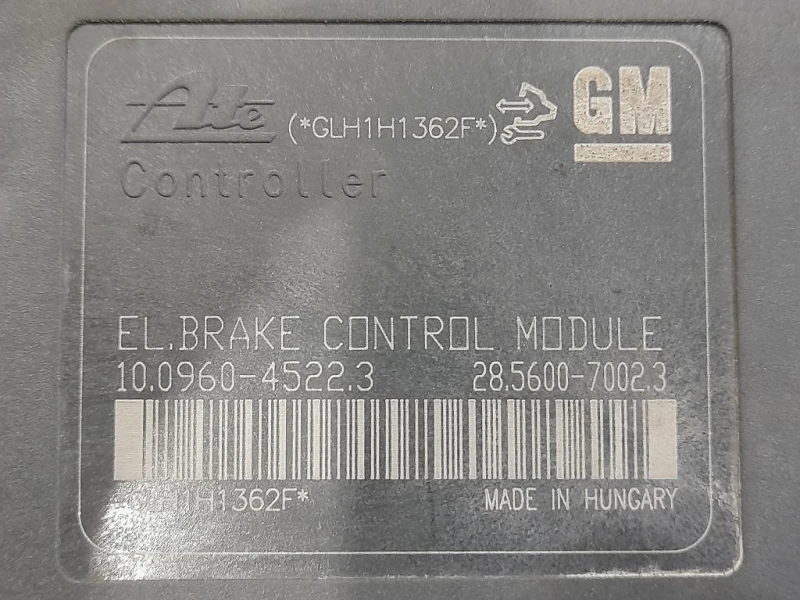 Ate (*GLH1H1362F*) GM
Controller
EL.BRAKE CONTROL MODULE
10.0960-4522.3 28.5600-7002.3
*GLH1H1362F* MADE IN HUNGARY